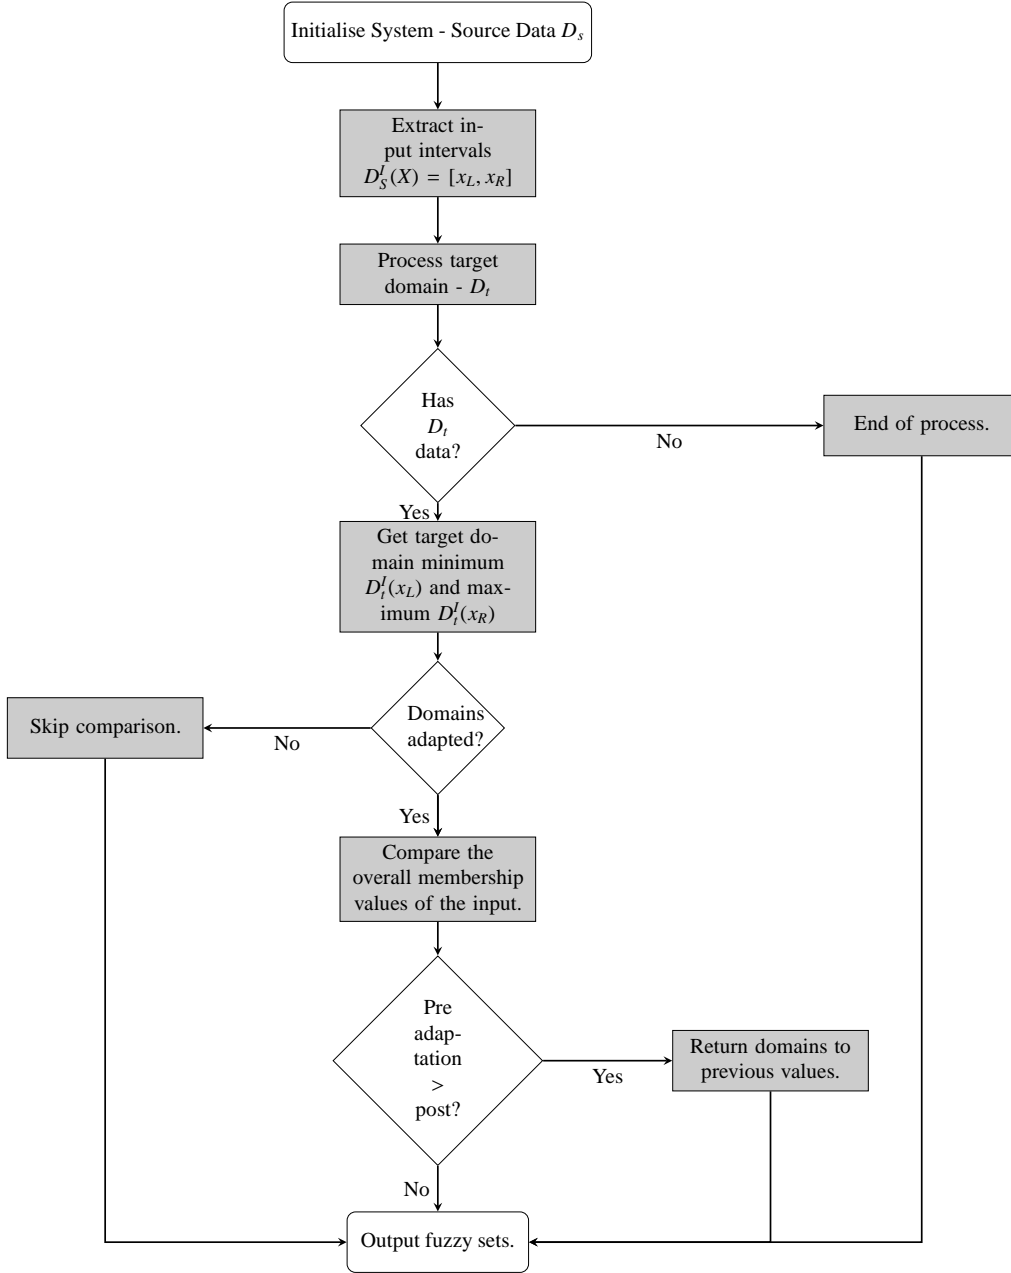 Initialise System - Source Data D_s
Extract in-
put intervals
D_S^I(X) = [x_L, x_R]
Process target
domain - D_t
Has
D_t
data?
No
End of process.
Yes
Get target do-
main minimum
D_t^I(x_L) and max-
imum D_t^I(x_R)
Domains
adapted?
No
Skip comparison.
Yes
Compare the
overall membership
values of the input.
Pre
adap-
tation
>
post?
Yes
Return domains to
previous values.
No
Output fuzzy sets.